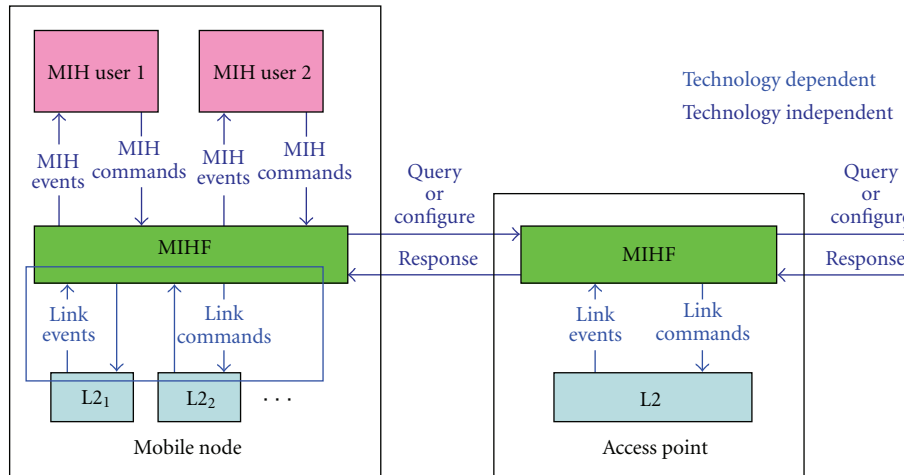 MIH user 1
MIH user 2
Technology dependent
Technology independent
MIH
events
MIH
commands
MIH
events
MIH
commands
Query
or
configure
Query
or
configure
MIHF
MIHF
Response
Response
Link
events
Link
commands
Link
events
Link
commands
L2₁
L2₂
. . .
L2
Mobile node
Access point